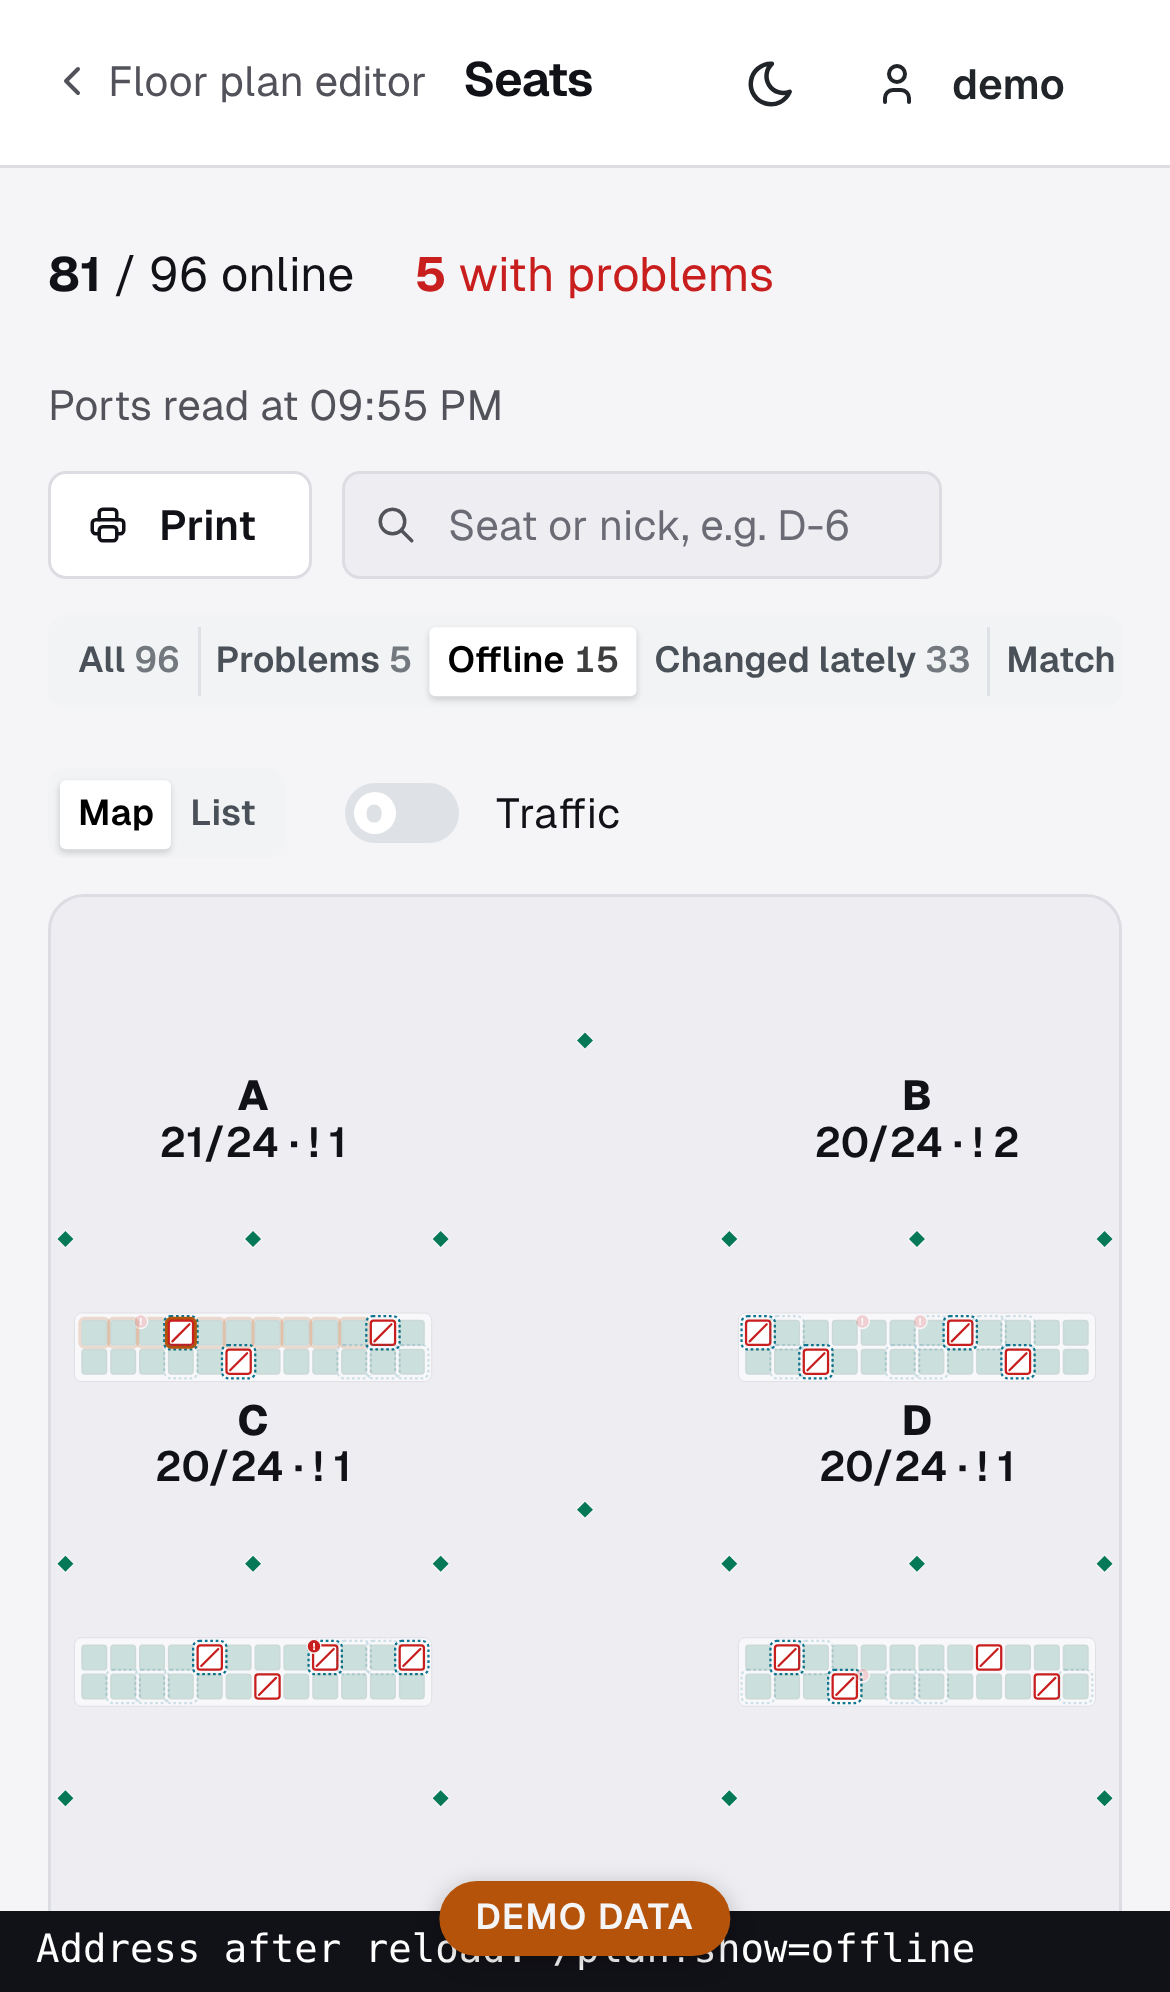 Floor plan editor Seats demo
81 / 96 online 5 with problems
Ports read at 09:55 PM
Print Seat or nick, e.g. D-6
All 96 Problems 5 Offline 15 Changed lately 33 Match
Map List Traffic
A B
21/24 · ! 1 20/24 · ! 2
C D
20/24 · ! 1 20/24 · ! 1
DEMO DATA
Address after show=offline